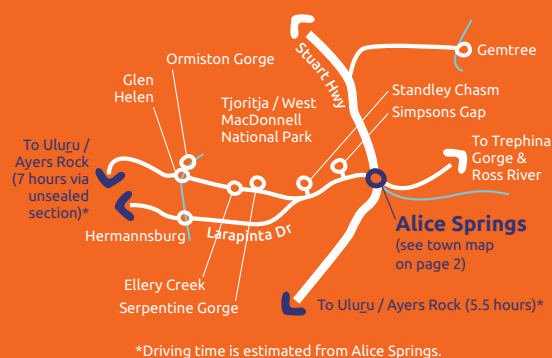 Ormiston Gorge
Glen
Helen
Tjoritja / West
MacDonnell
National Park
Stuart Hwy
Gemtree
Standley Chasm
Simpsons Gap
To Uluṟu /
Ayers Rock
(7 hours via
unsealed
section)*
To Trephina
Gorge &
Ross River
Hermannsburg
Larapinta Dr
Alice Springs
(see town map
on page 2)
Ellery Creek
Serpentine Gorge
To Uluṟu / Ayers Rock (5.5 hours)*
*Driving time is estimated from Alice Springs.